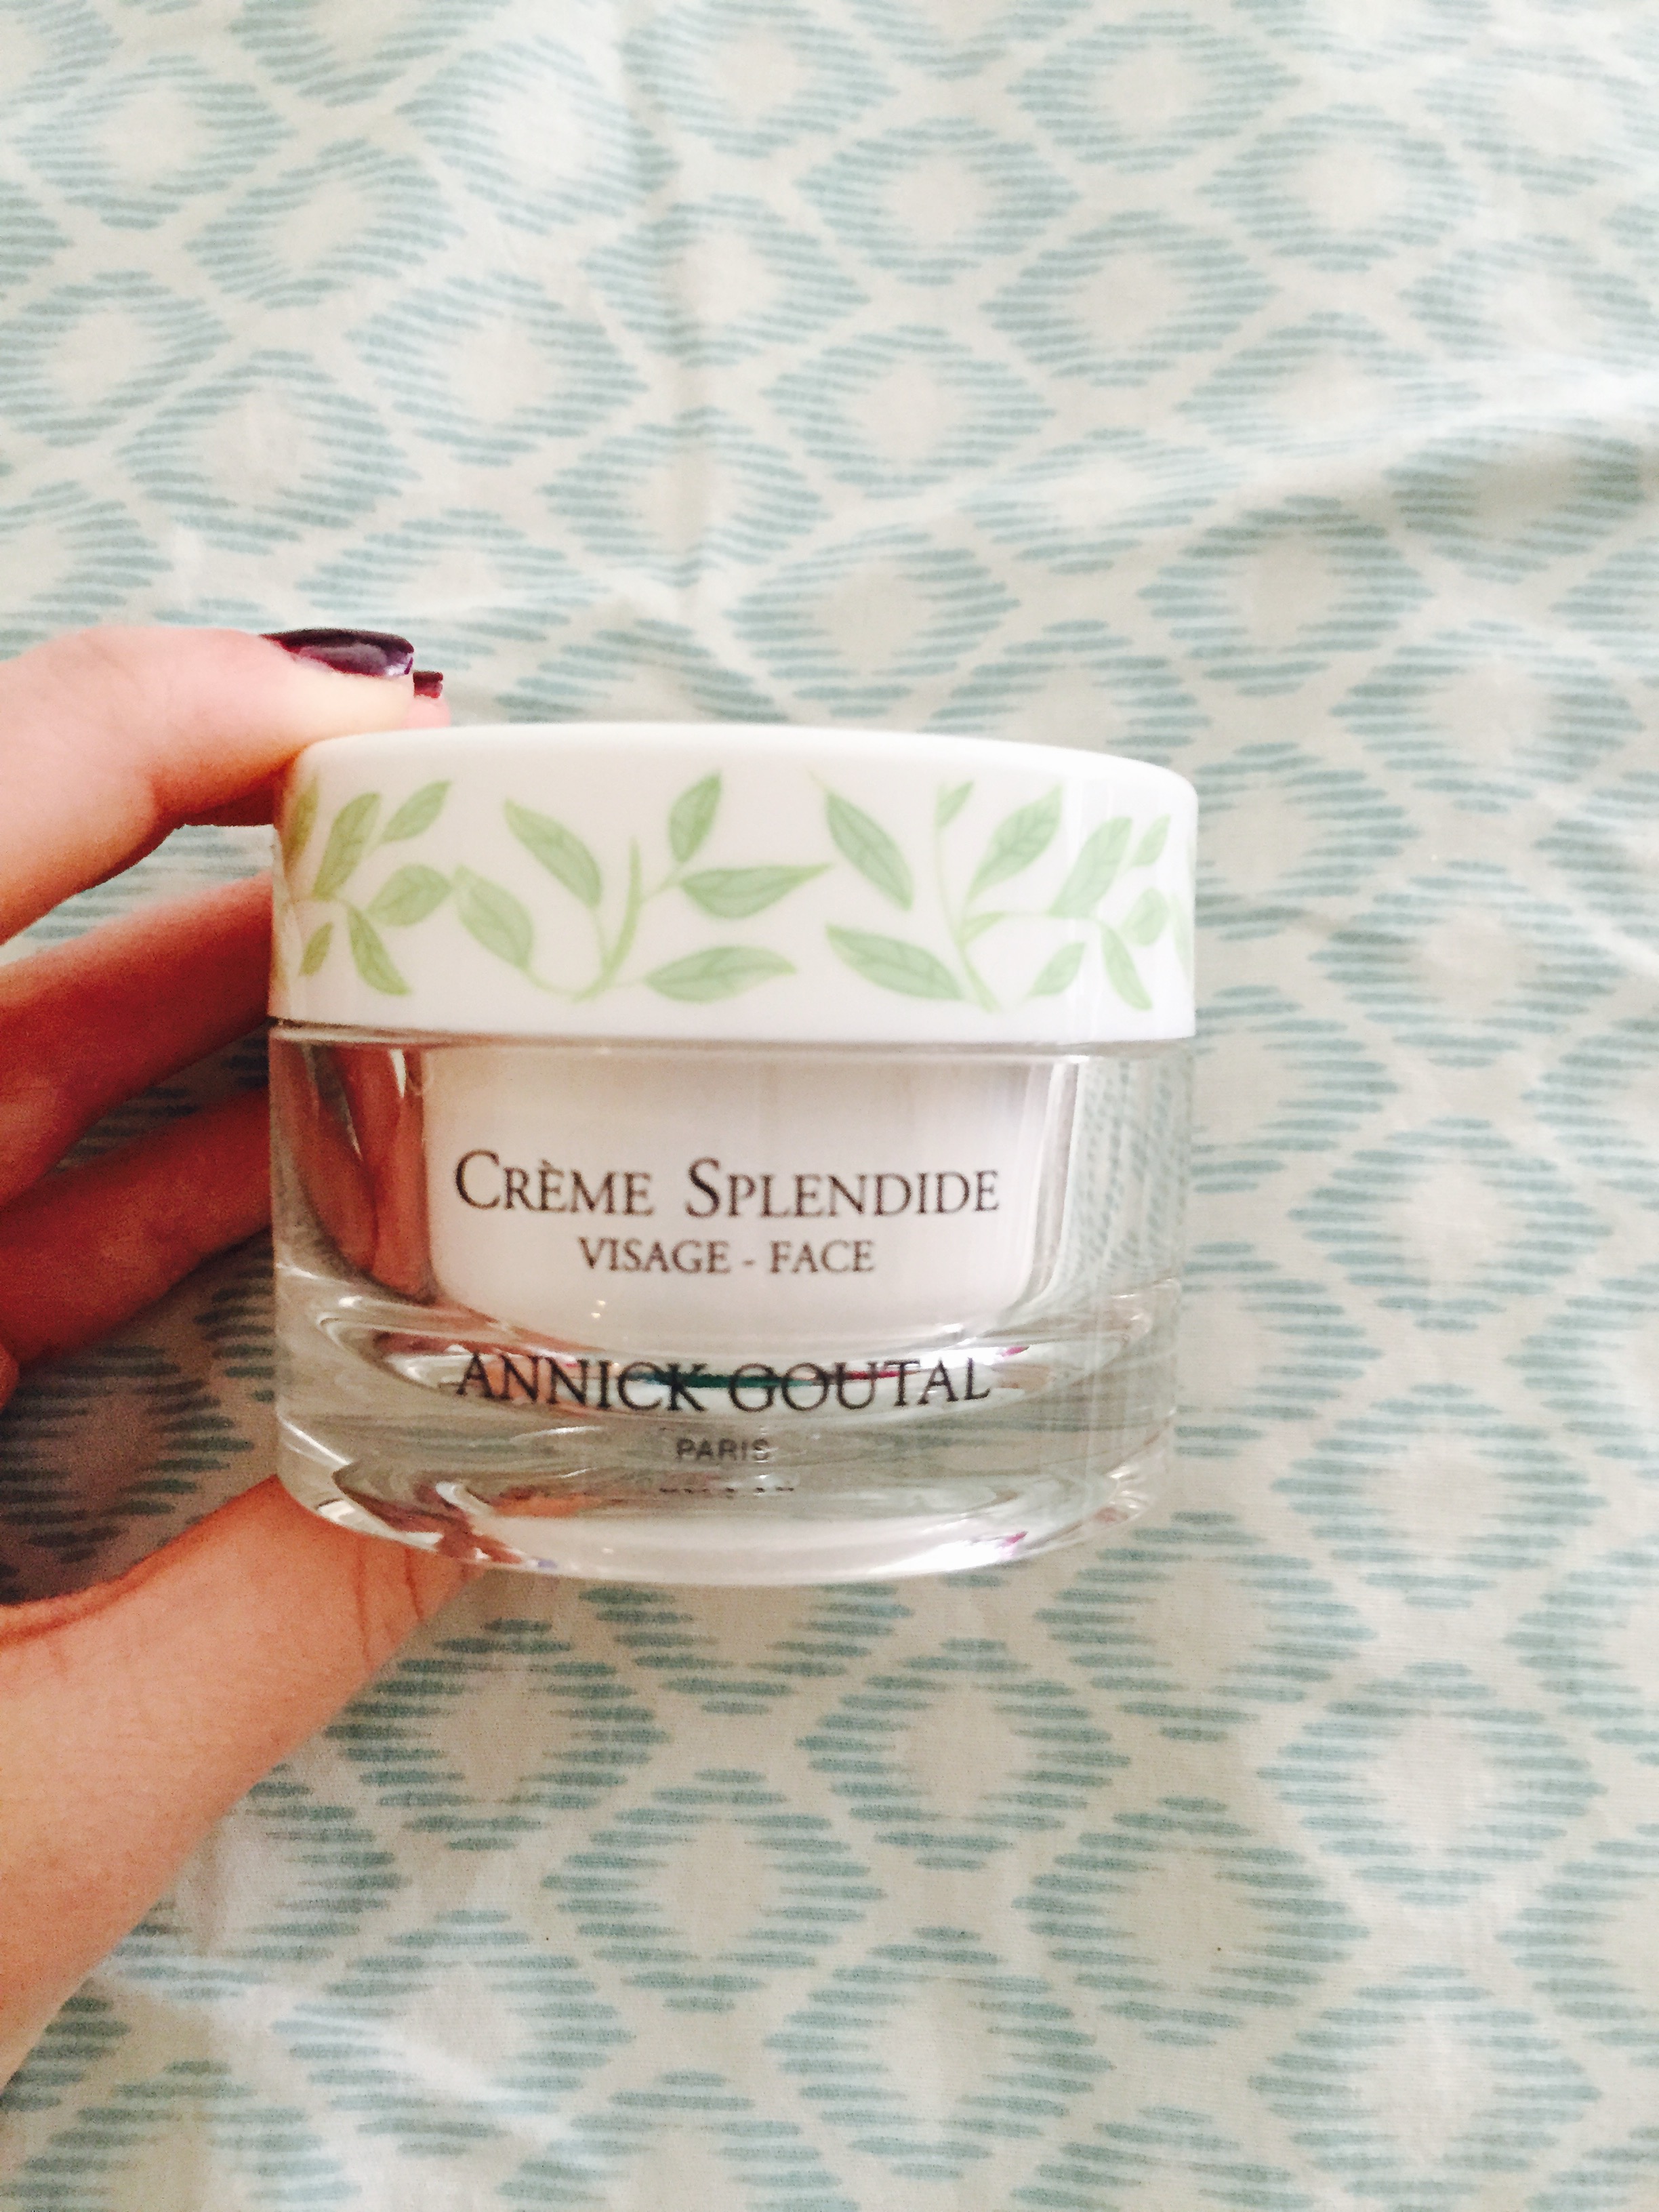 CRÈME SPLENDIDE
VISAGE - FACE
ANNICK GOUTAL
PARIS